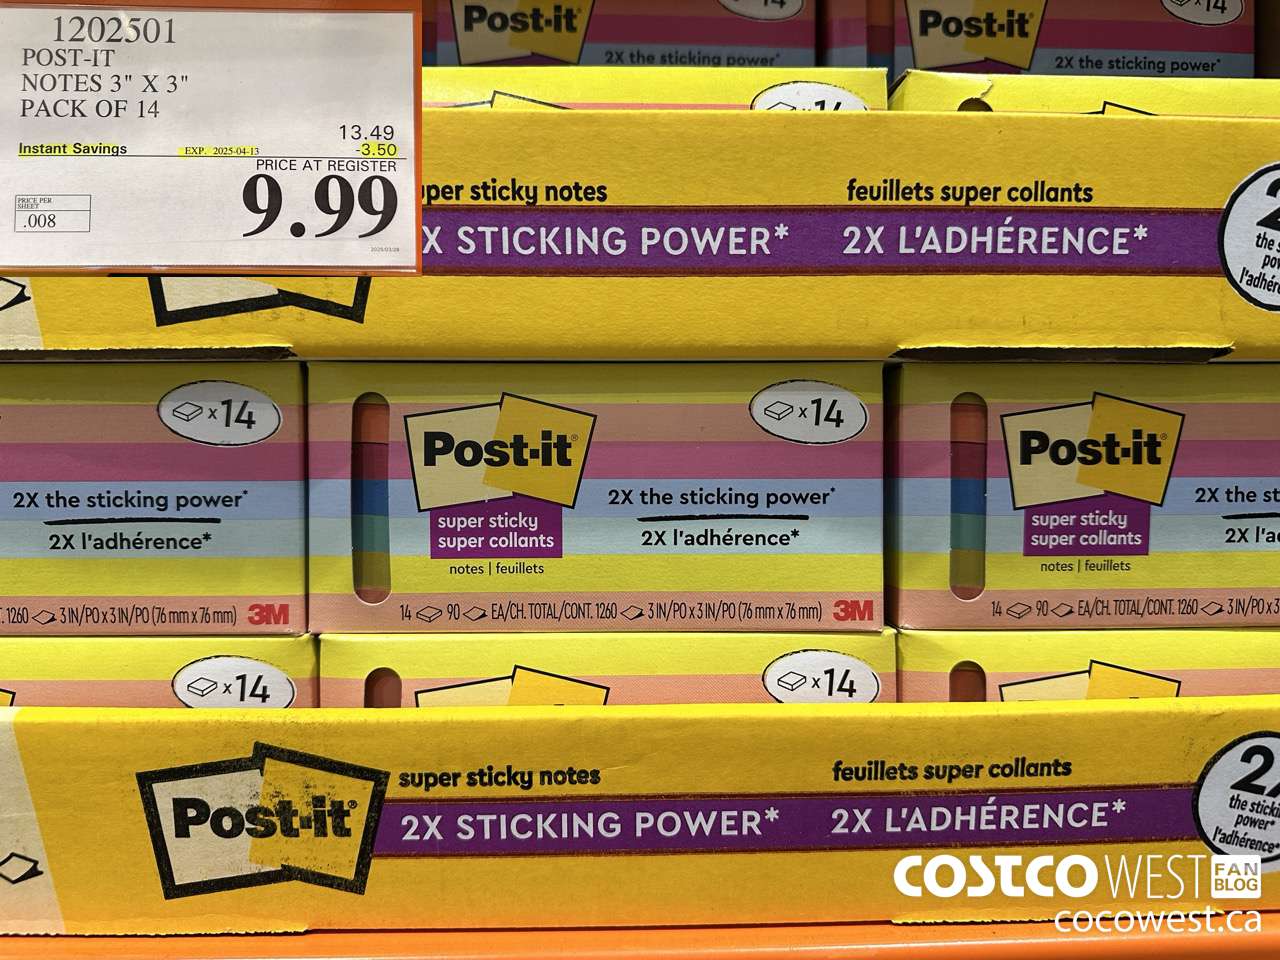 1202501
POST-IT
NOTES 3" X 3"
PACK OF 14
13.49
Instant Savings EXP. 2025-04-13 -3.50
PRICE AT REGISTER
9.99
PRICE PER
SHEET
.008
2025/03/28
Post-it
2X the sticking power*
x14
Post-it
2X the sticking power*
x14
x14
super sticky notes
feuillets super collants
X STICKING POWER*
2X L'ADHÉRENCE*
2
the
l'adhére
x14
2X the sticking power*
2X l'adhérence*
. 1260 3 IN/PO x 3 IN/PO (76 mm x 76 mm) 3M
Post-it®
super sticky
super collants
notes | feuillets
x14
2X the sticking power*
2X l'adhérence*
14 90 EA/CH. TOTAL/CONT. 1260 3 IN/PO x 3 IN/PO (76 mm x 76 mm) 3M
Post-it®
super sticky
super collants
notes | feuillets
2X the st
2X l'a
14 90 EA/CH. TOTAL/CONT. 1260 3 IN/PO x 3
x14
x14
Post-it®
super sticky notes
feuillets super collants
2X STICKING POWER*
2X L'ADHÉRENCE*
2X
the sticki
power*
l'adhérence*
COSTCO WEST FAN BLOG
cocowest.ca